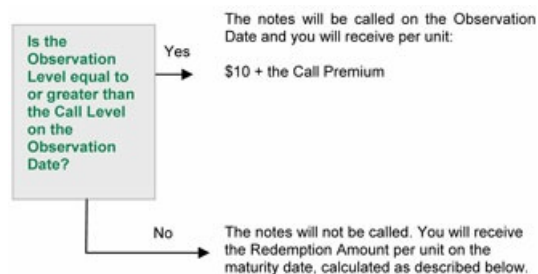 Is the
Observation
Level equal to
or greater than
the Call Level
on the
Observation
Date?
Yes
The notes will be called on the Observation
Date and you will receive per unit:
$10 + the Call Premium
No
The notes will not be called. You will receive
the Redemption Amount per unit on the
maturity date, calculated as described below.